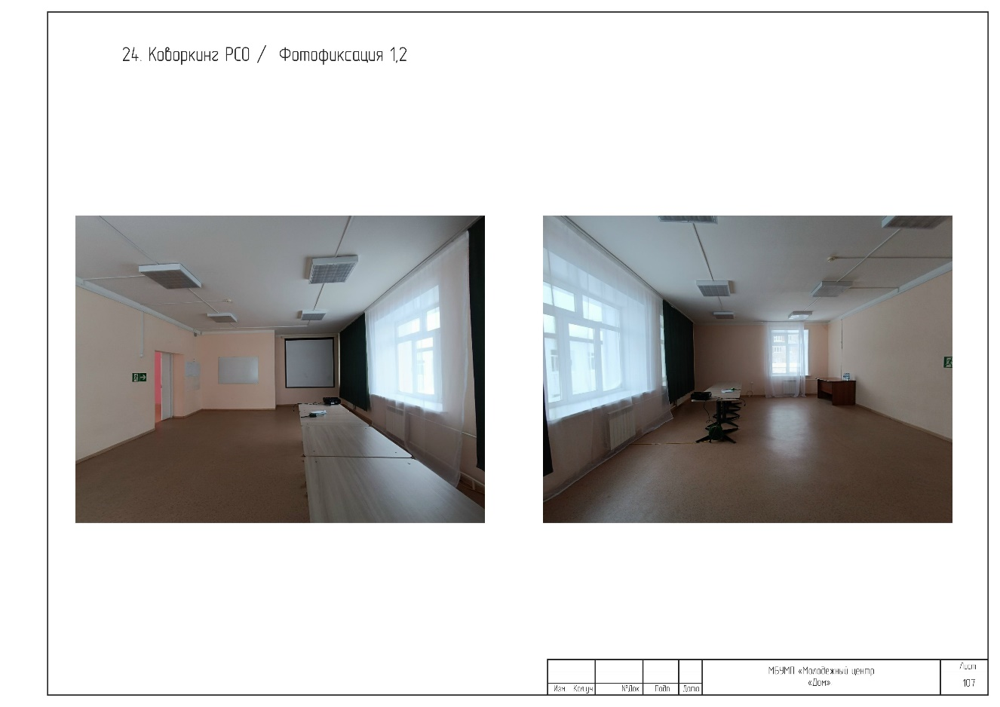 24. Коворкинг РСО / Фотофиксация 1,2
МБУМП «Молодежный центр
«Дом»
Лист
107
Изм. Кол.уч №Док Подп Дата